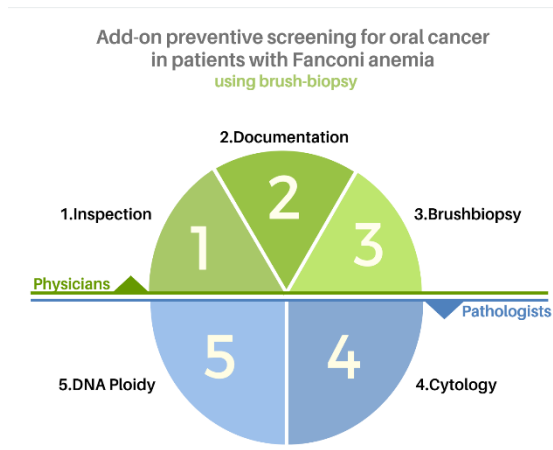 Add-on preventive screening for oral cancer
in patients with Fanconi anemia
using brush-biopsy
2.Documentation
1.Inspection
3.Brushbiopsy
1
2
3
Physicians
Pathologists
5
4
5.DNA Ploidy
4.Cytology